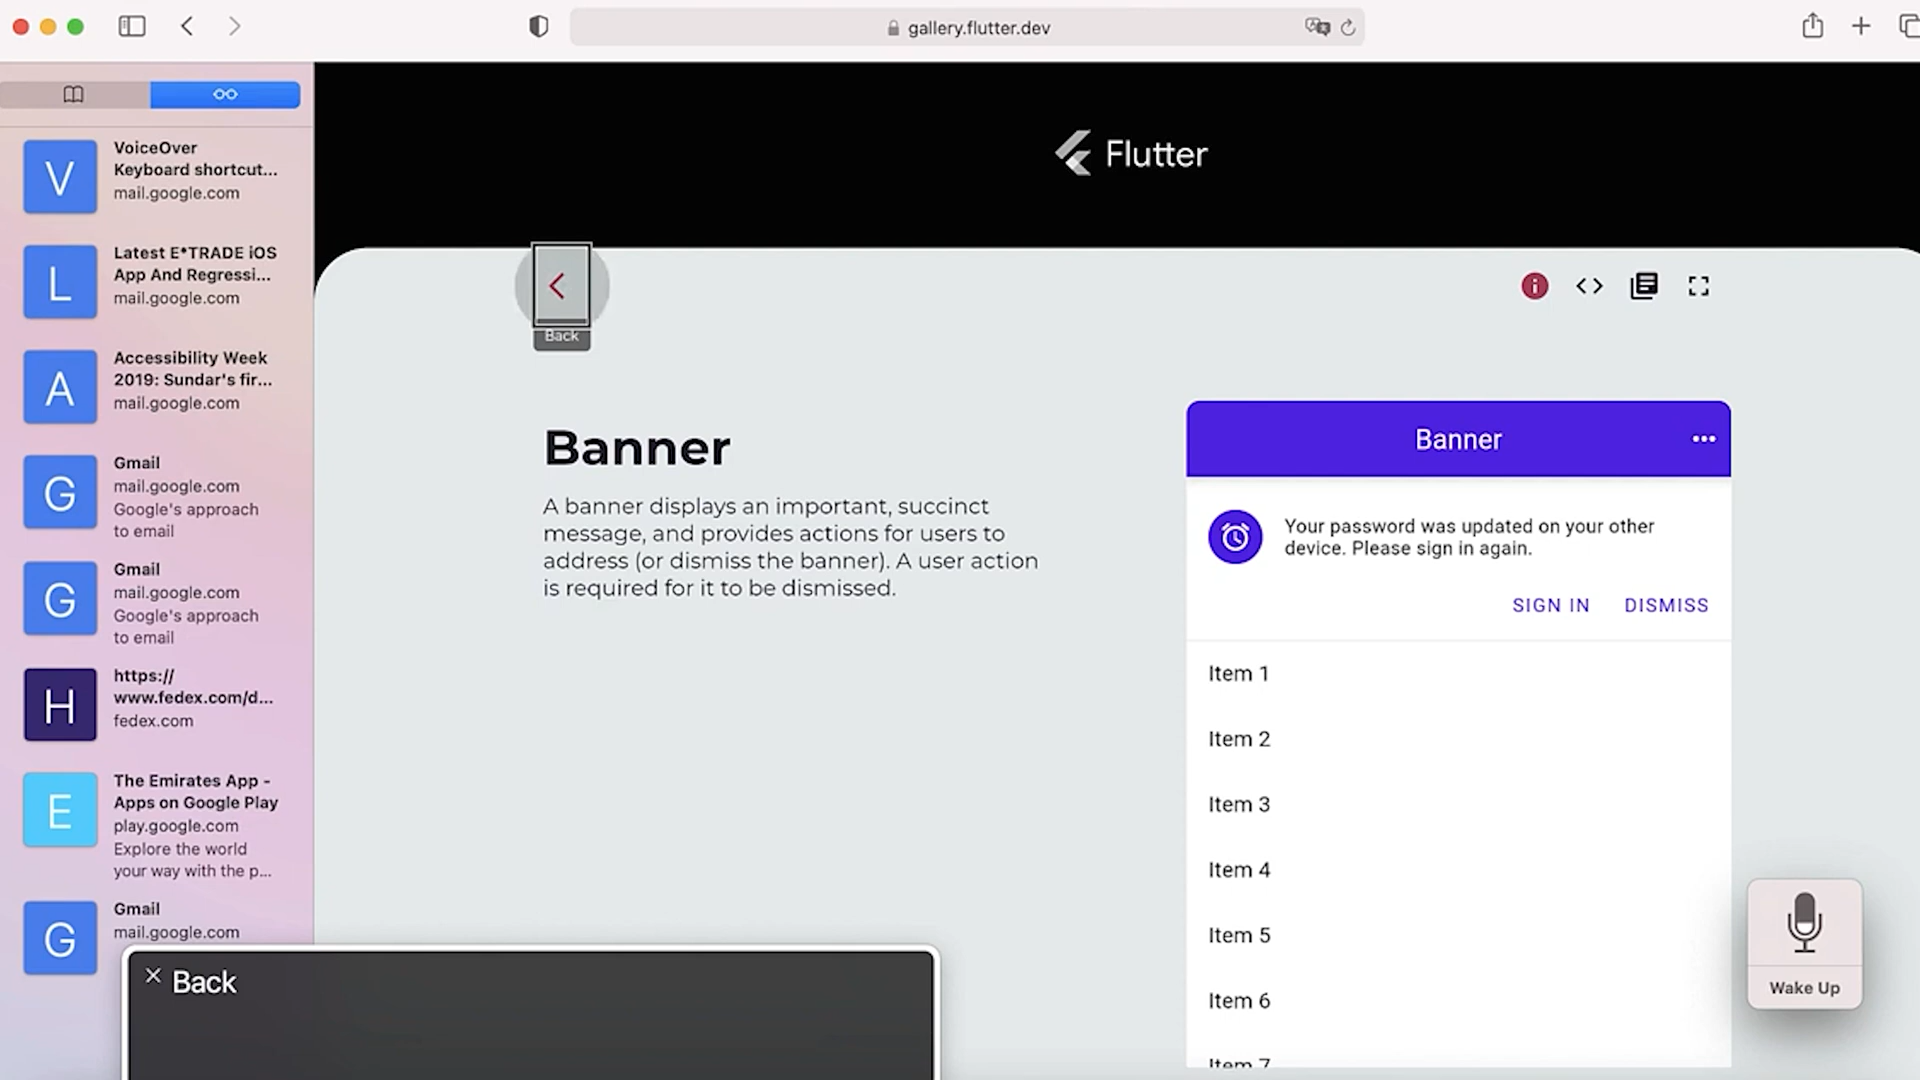 gallery.flutter.dev
VoiceOver
Keyboard shortcut...
mail.google.com
Latest E*TRADE iOS
App And Regressi...
mail.google.com
Accessibility Week
2019: Sundar's fir...
mail.google.com
Gmail
mail.google.com
Google's approach
to email
Gmail
mail.google.com
Google's approach
to email
https://
www.fedex.com/d...
fedex.com
The Emirates App -
Apps on Google Play
play.google.com
Explore the world
your way with the p...
Gmail
mail.google.com
V
L
A
G
G
H
E
G
Flutter
Back
Banner
A banner displays an important, succinct
message, and provides actions for users to
address (or dismiss the banner). A user action
is required for it to be dismissed.
Banner
Your password was updated on your other
device. Please sign in again.
SIGN IN DISMISS
Item 1
Item 2
Item 3
Item 4
Item 5
Item 6
Item 7
Wake Up
Back